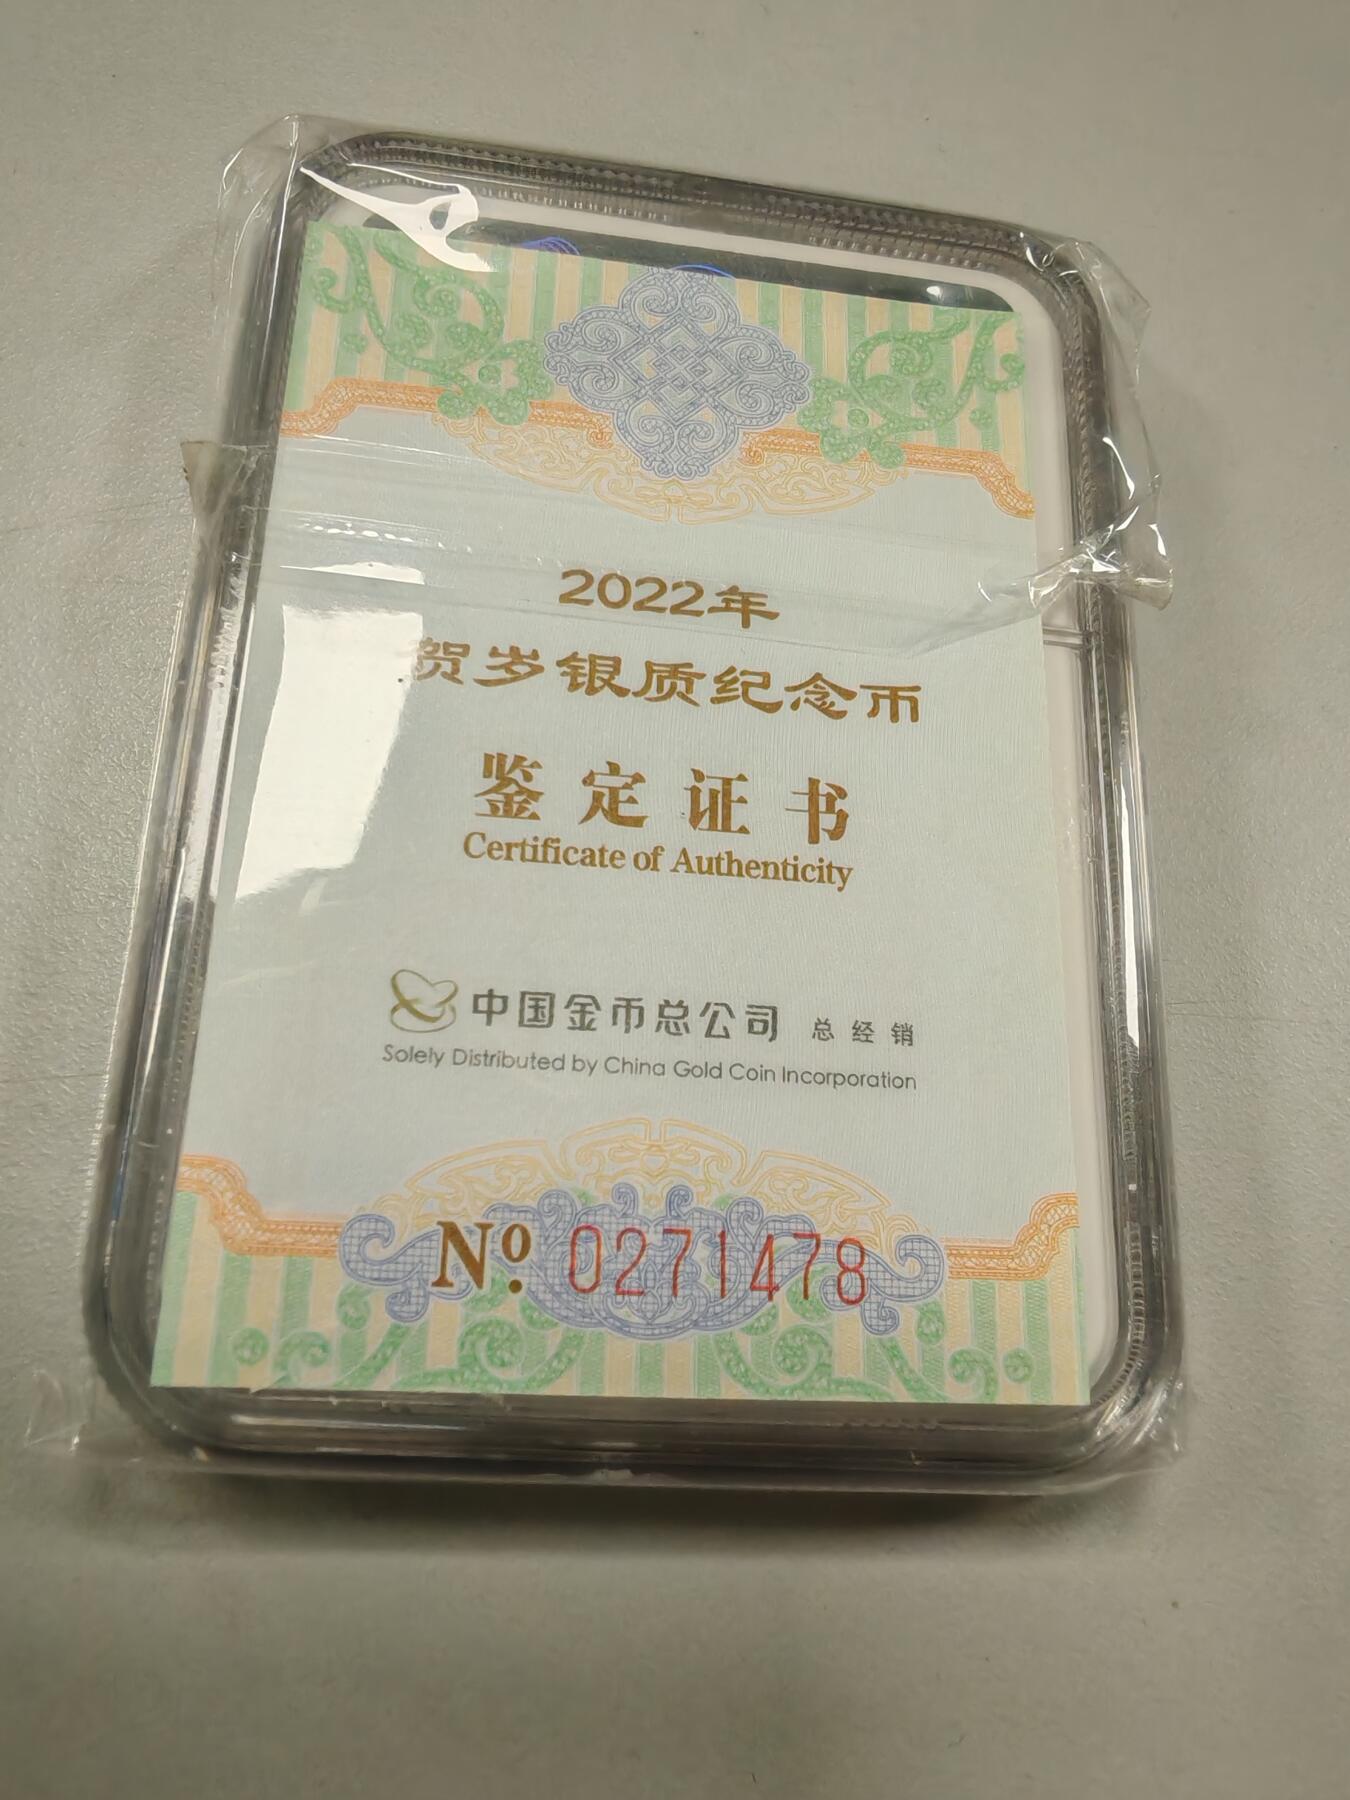 2022年
贺岁银质纪念币
鉴定证书
Certificate of Authenticity
中国金币总公司 总经销
Solely Distributed by China Gold Coin Incorporation
Nº. 0271478